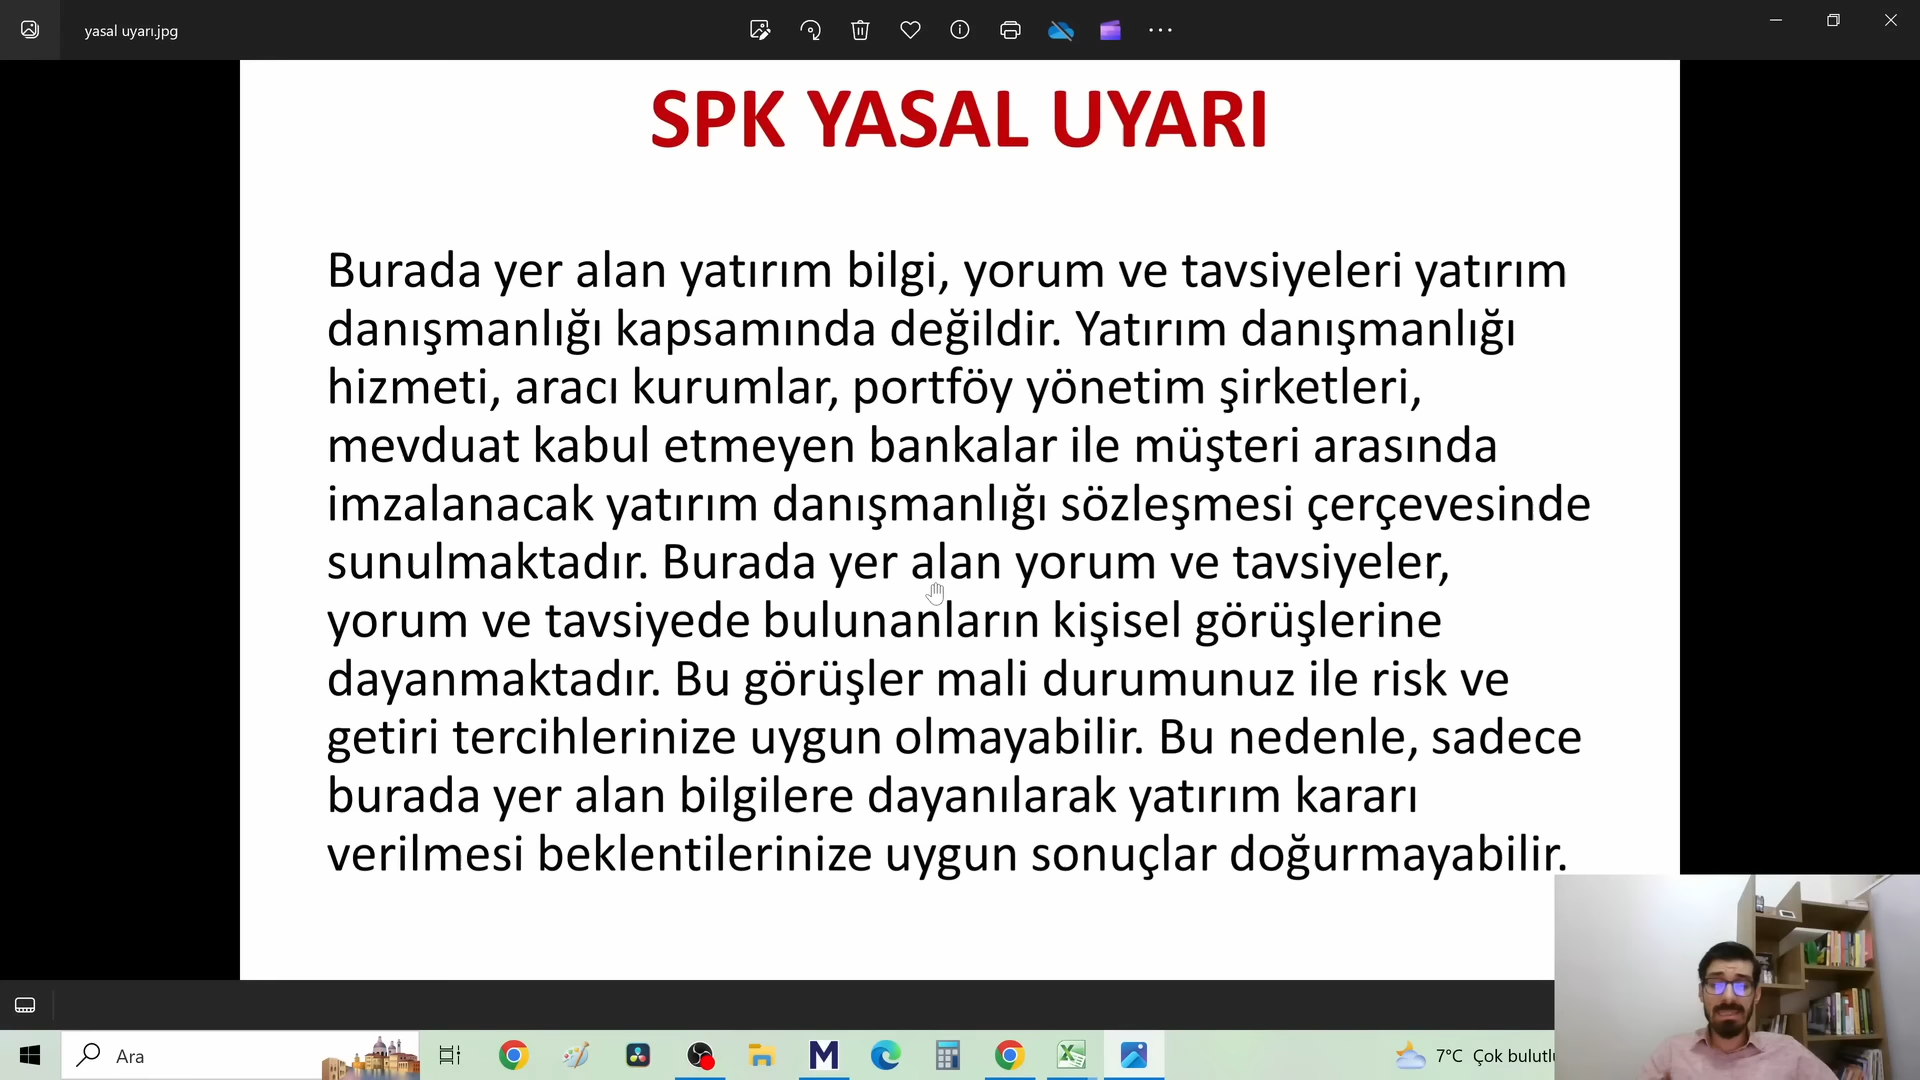 yasal uyarı.jpg
SPK YASAL UYARI
Burada yer alan yatırım bilgi, yorum ve tavsiyeleri yatırım
danışmanlığı kapsamında değildir. Yatırım danışmanlığı
hizmeti, aracı kurumlar, portföy yönetim şirketleri,
mevduat kabul etmeyen bankalar ile müşteri arasında
imzalanacak yatırım danışmanlığı sözleşmesi çerçevesinde
sunulmaktadır. Burada yer alan yorum ve tavsiyeler,
yorum ve tavsiyede bulunanların kişisel görüşlerine
dayanmaktadır. Bu görüşler mali durumunuz ile risk ve
getiri tercihlerinize uygun olmayabilir. Bu nedenle, sadece
burada yer alan bilgilere dayanılarak yatırım kararı
verilmesi beklentilerinize uygun sonuçlar doğurmayabilir.
Ara
7°C Çok bulutlu